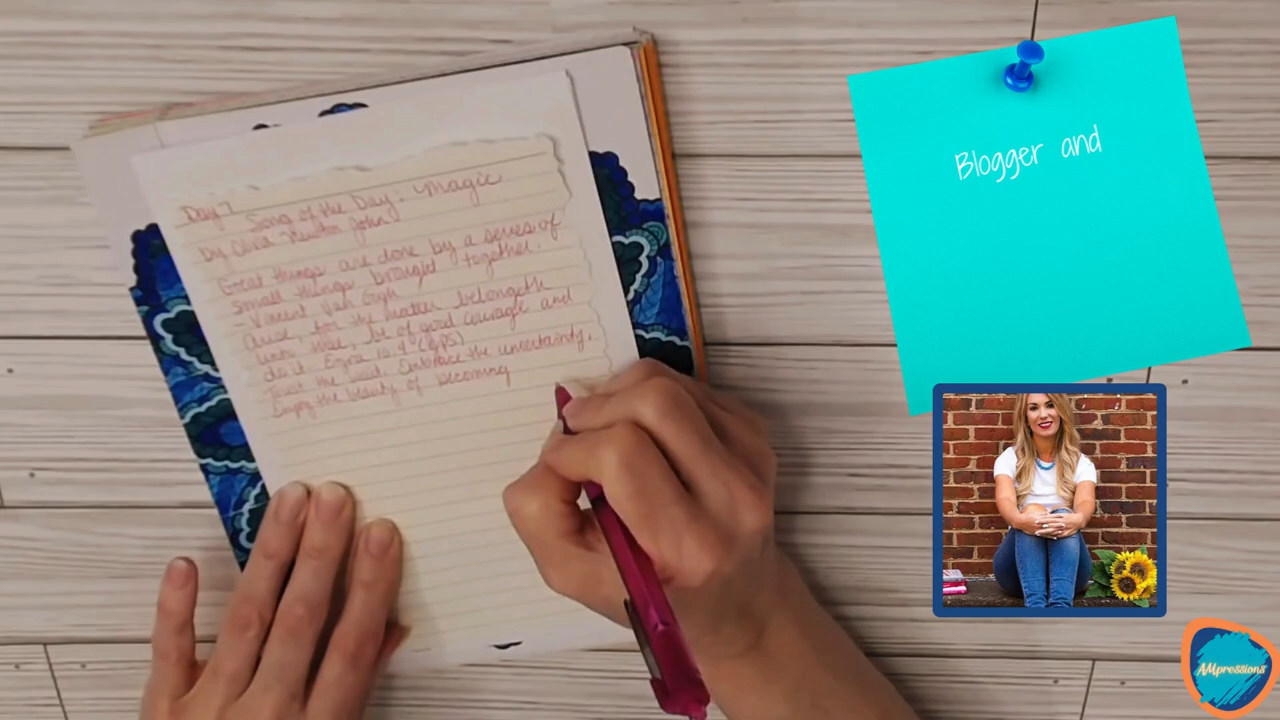 Day 7
Song of the Day: Magic
by Olivia Newton John
Great things are done by a series of
small things brought together.
- Vincent Van Gogh
Arise, for the matter belongeth
unto thee, be of good courage and
do it. Ezra 10:4
the wait. Embrace the uncertainty.
Enjoy the beauty of becoming
Blogger and
AMpressions